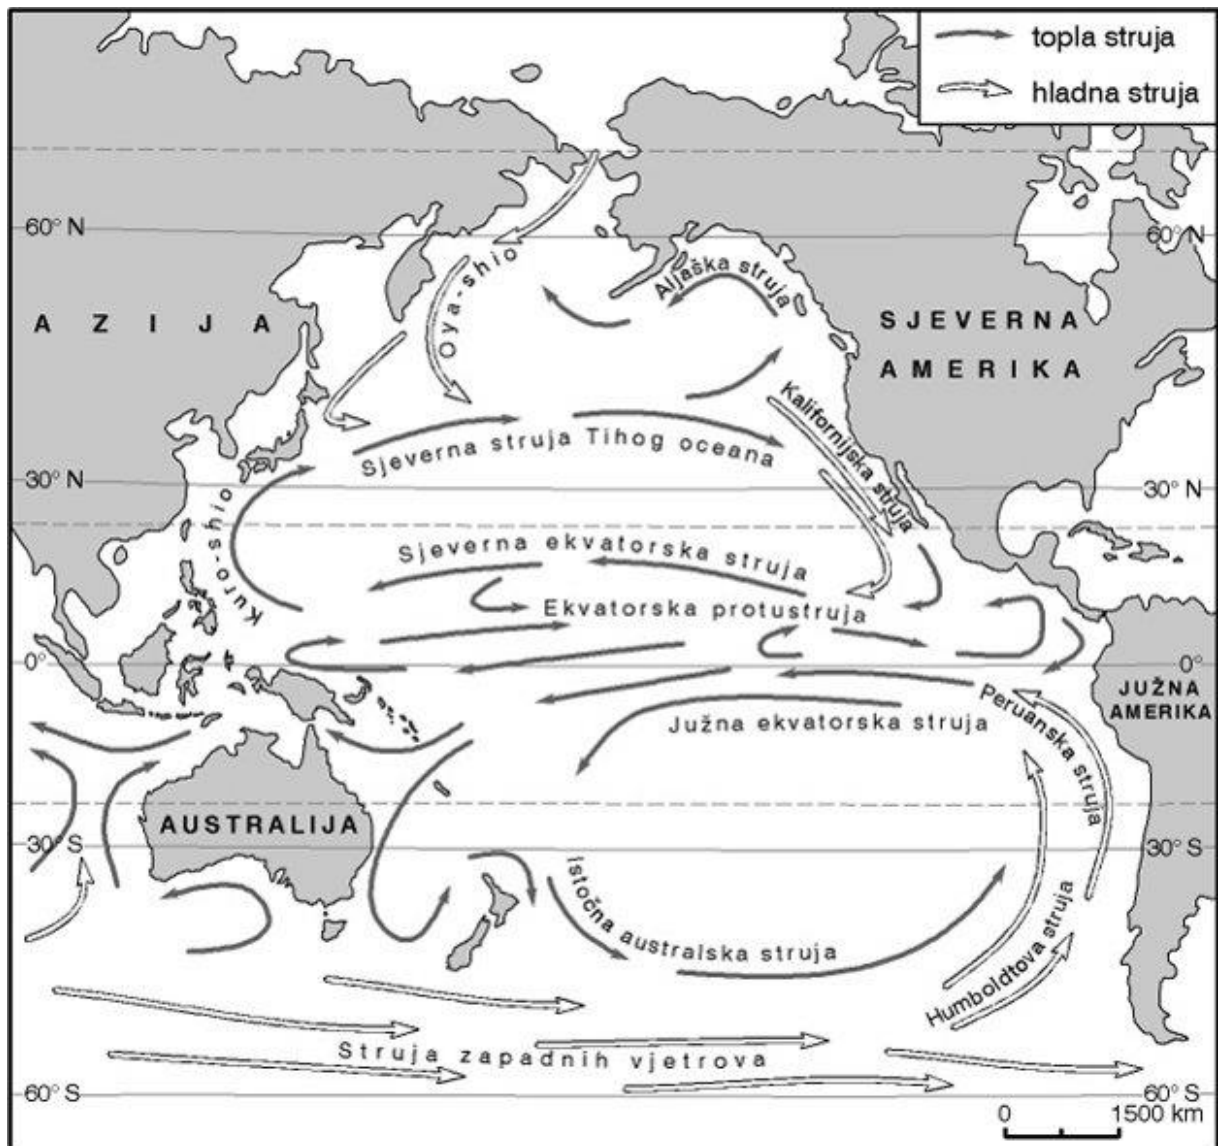 topla struja
hladna struja
60° N
60° N
Oya-shio
Aljaška struja
A Z I J A
SJEVERNA
AMERIKA
Kalifornijska struja
Sjeverna struja Tihog oceana
30° N
30° N
Kuro-shio
Sjeverna ekvatorska struja
Ekvatorska protustruja
0°
0°
JUŽNA
AMERIKA
Peruanska struja
Južna ekvatorska struja
AUSTRALIJA
30° S
30° S
Istočna australska struja
Humboldtova struja
Struja zapadnih vjetrova
60° S
60° S
0 1500 km